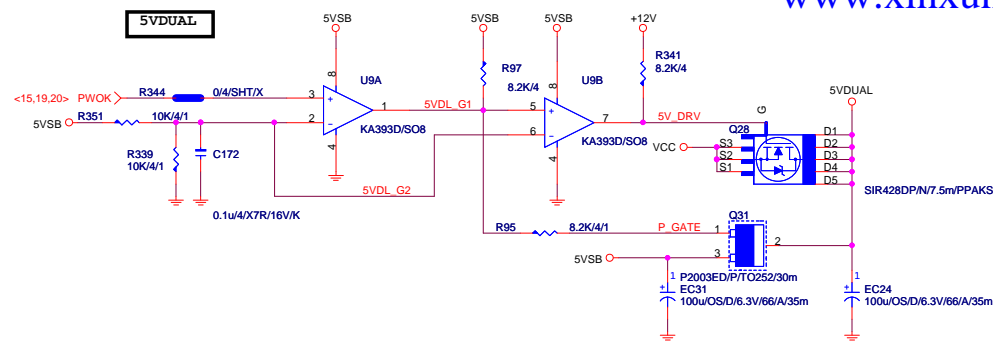 www.xinxun
5VDUAL
5VSB
5VSB
5VSB
+12V
R341
8.2K/4
R97
8.2K/4
U9A
U9B
5VDUAL
<15,19,20> PWOK
R344
0/4/SHT/X
3
+
8
1
5VDL_G1
5
+
8
7
5V_DRV
G
5VSB
R351
10K/4/1
2
-
4
KA393D/SO8
6
-
4
KA393D/SO8
Q28
VCC
S3
S2
S1
D1
D2
D3
D4
D5
SIR428DP/N/7.5m/PPAKS
R339
10K/4/1
C172
0.1u/4/X7R/16V/K
5VDL_G2
R95
8.2K/4/1
P_GATE
Q31
1
2
3
5VSB
P2003ED/P/TO252/30m
1
+
EC31
100u/OS/D/6.3V/66/A/35m
1
+
EC24
100u/OS/D/6.3V/66/A/35m